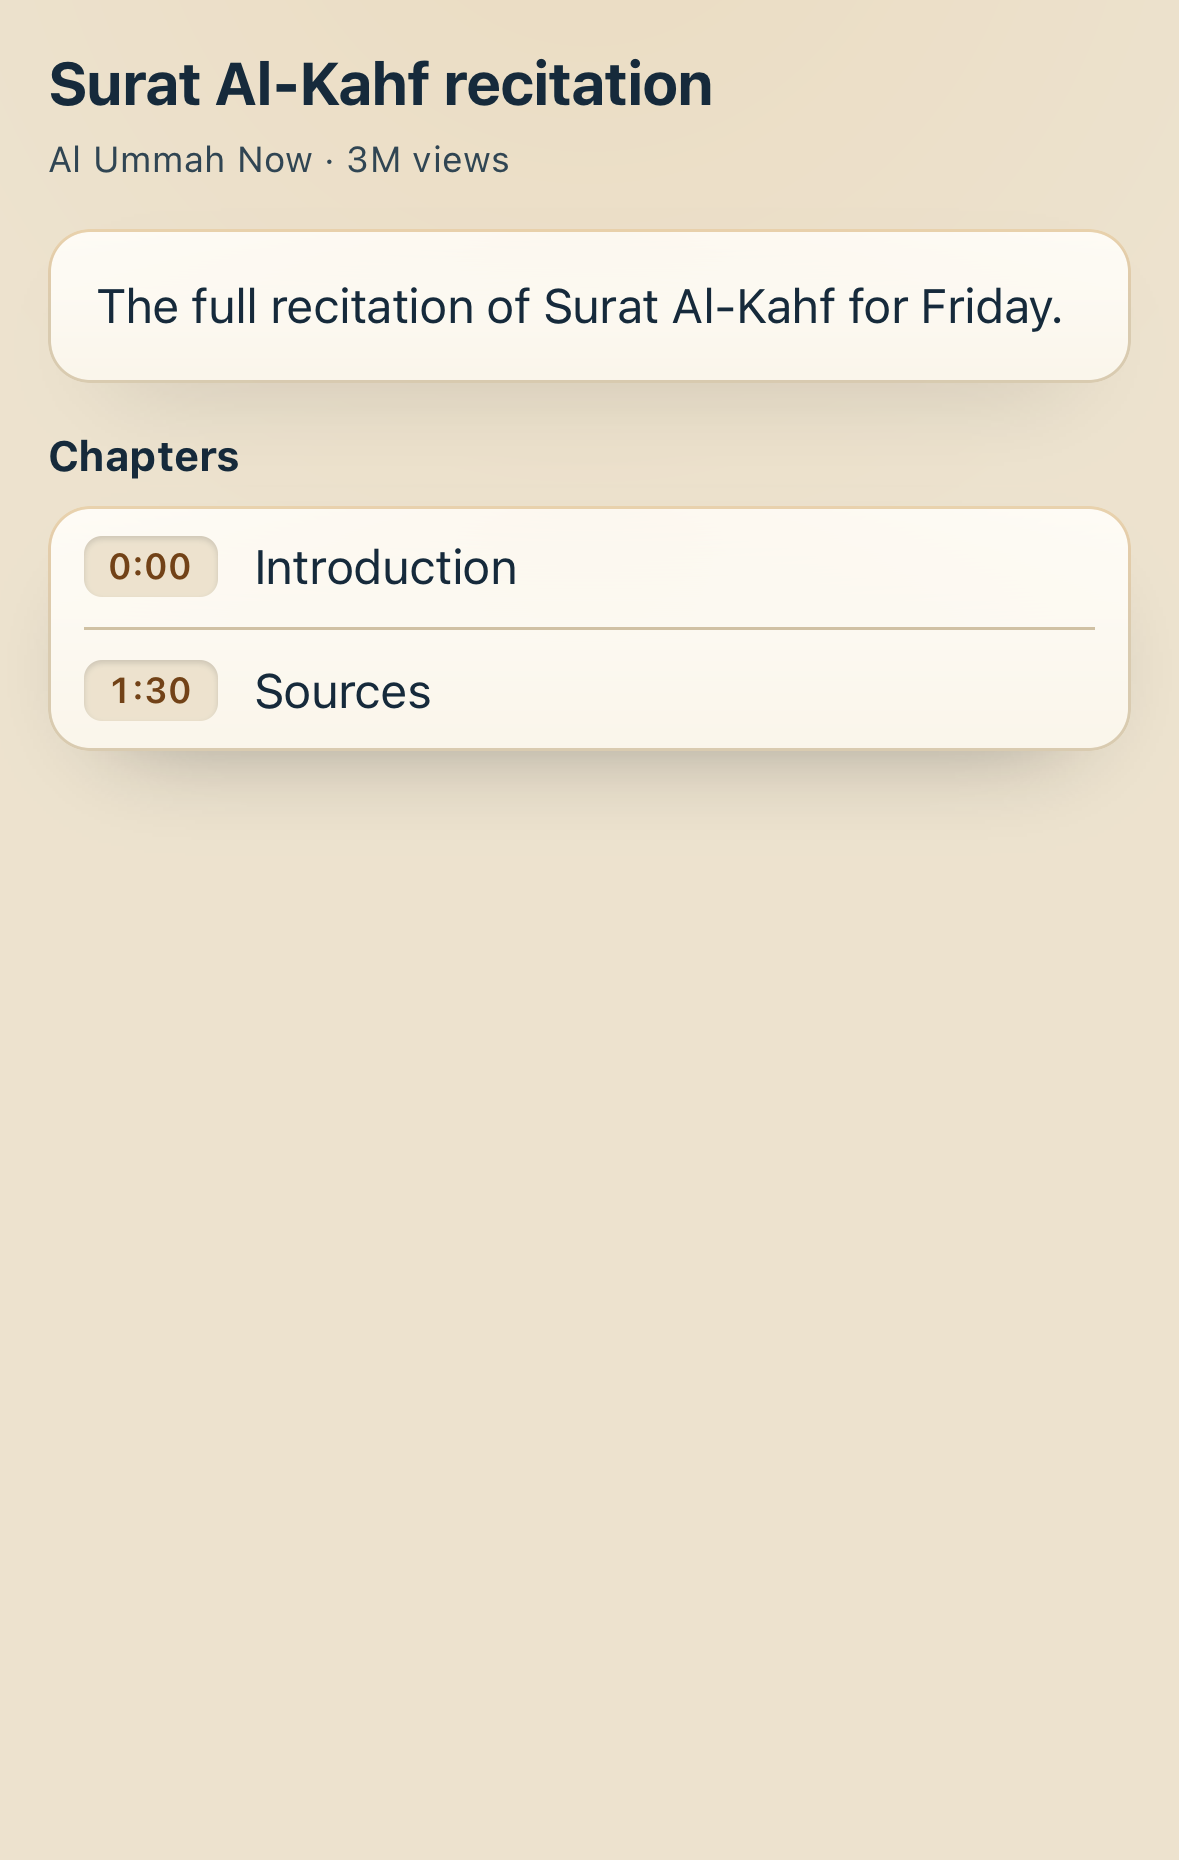 Surat Al-Kahf recitation
Al Ummah Now · 3M views
The full recitation of Surat Al-Kahf for Friday.
Chapters
0:00 Introduction
1:30 Sources